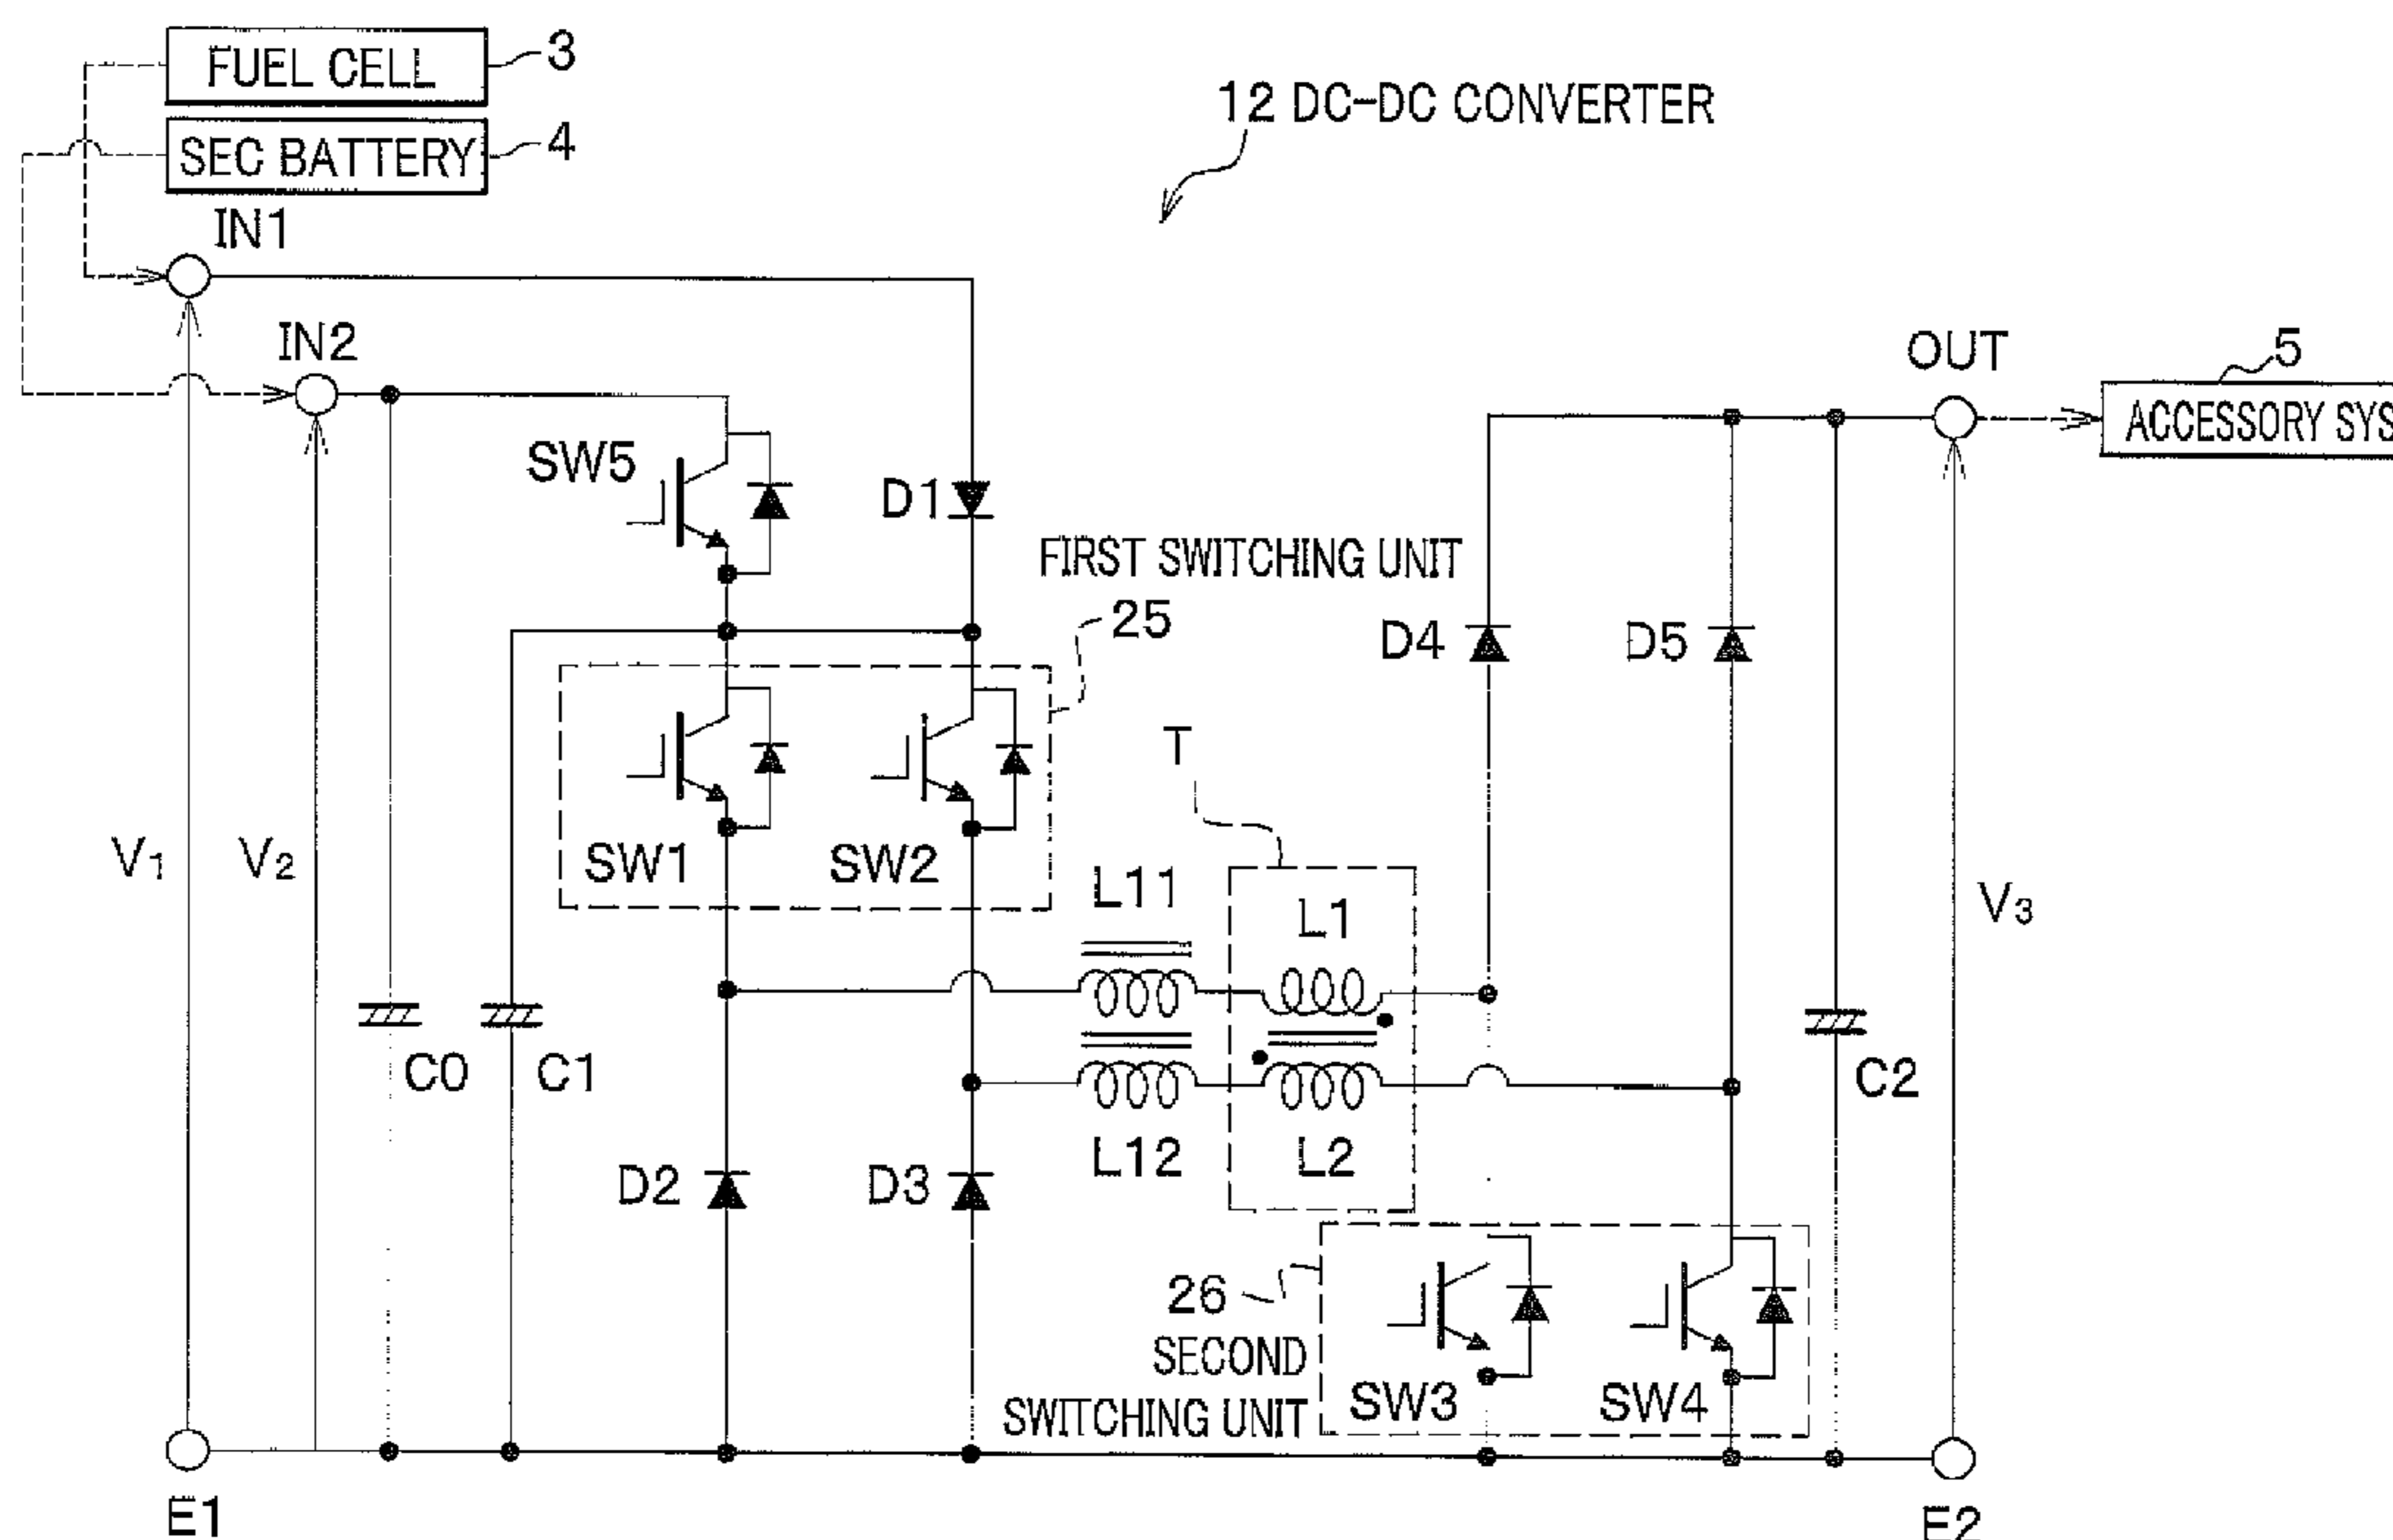 FUEL CELL
3
12 DC-DC CONVERTER
SEC BATTERY
4
IN1
IN2
OUT
5
ACCESSORY SYS
SW5
D1
FIRST SWITCHING UNIT
25
D4
D5
T
V1
V2
SW1
SW2
L11
L1
V3
C0
C1
C2
D2
D3
L12
L2
26
SECOND
SWITCHING UNIT
SW3
SW4
E1
E2